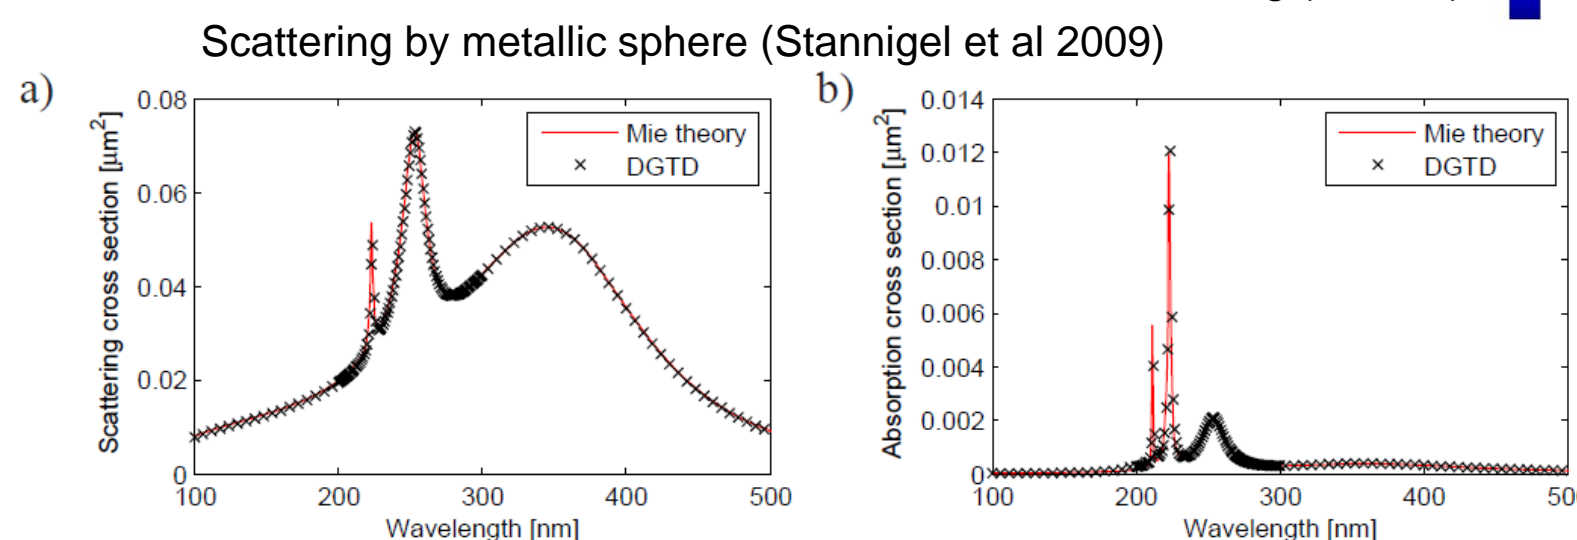 Scattering by metallic sphere (Stannigel et al 2009)
a)
Scattering cross section [μm²]
0.08
0.06
0.04
0.02
0
100 200 300 400 500
Wavelength [nm]
Mie theory
DGTD
b)
Absorption cross section [μm²]
0.014
0.012
0.01
0.008
0.006
0.004
0.002
0
100 200 300 400
Wavelength [nm]
Mie theory
DGTD